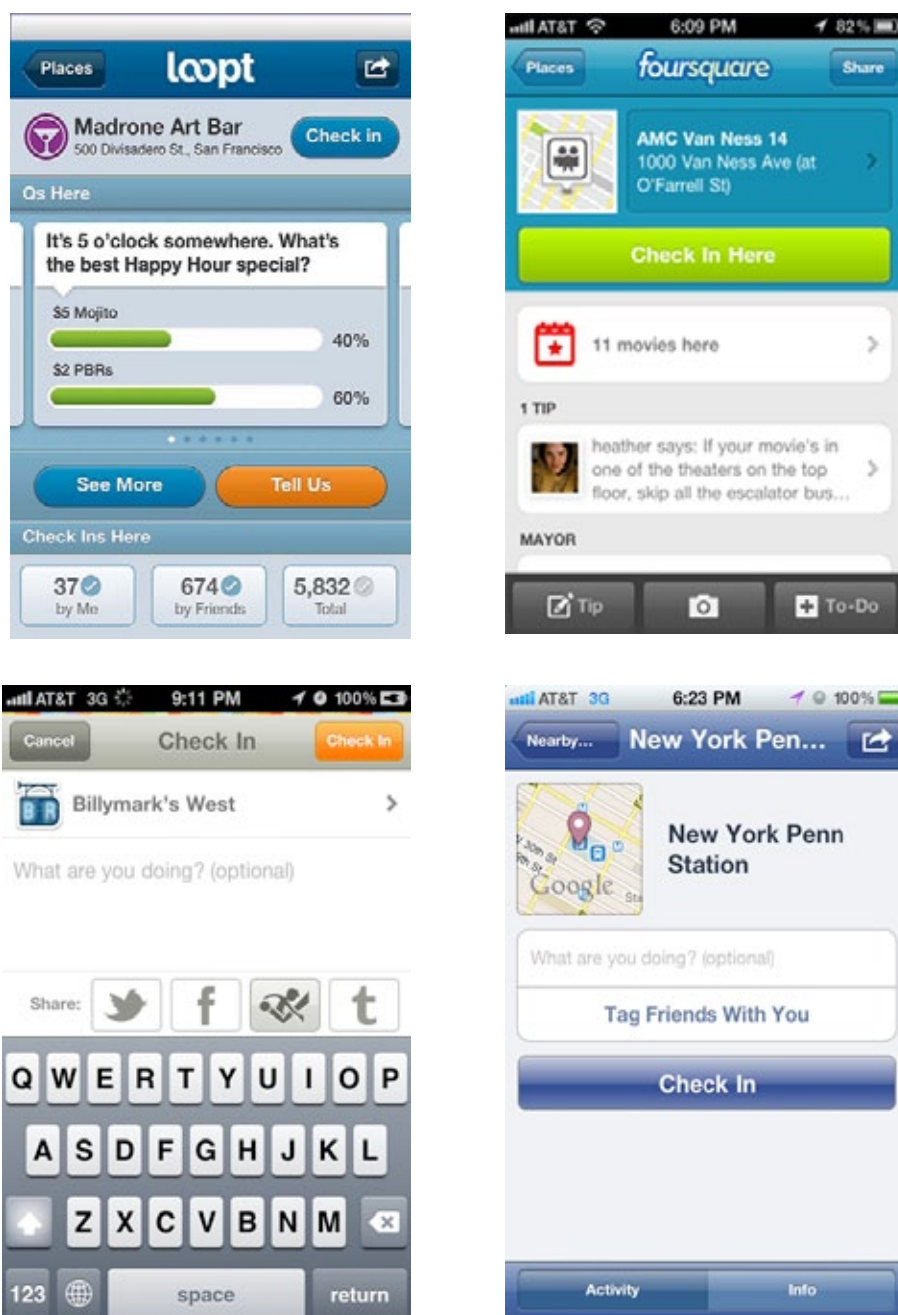 Places
loopt
Madrone Art Bar
500 Divisadero St., San Francisco
Check in
Qs Here
It's 5 o'clock somewhere. What's
the best Happy Hour special?
$5 Mojito
40%
$2 PBRs
60%
See More
Tell Us
Check Ins Here
37
by Me
674
by Friends
5,832
Total
AT&T
6:09 PM
82%
Places
foursquare
Share
AMC Van Ness 14
1000 Van Ness Ave (at
O'Farrell St)
Check In Here
11 movies here
1 TIP
heather says: If your movie's in
one of the theaters on the top
floor, skip all the escalator bus...
MAYOR
Tip
To-Do
AT&T 3G
9:11 PM
100%
Cancel
Check In
Check In
BR
Billymark's West
What are you doing? (optional)
Share:
f
t
Q W E R T Y U I O P
A S D F G H J K L
Z X C V B N M
123
space
return
AT&T 3G
6:23 PM
100%
Nearby...
New York Pen...
W 30th St
Google
New York Penn
Station
What are you doing? (optional)
Tag Friends With You
Check In
Activity
Info